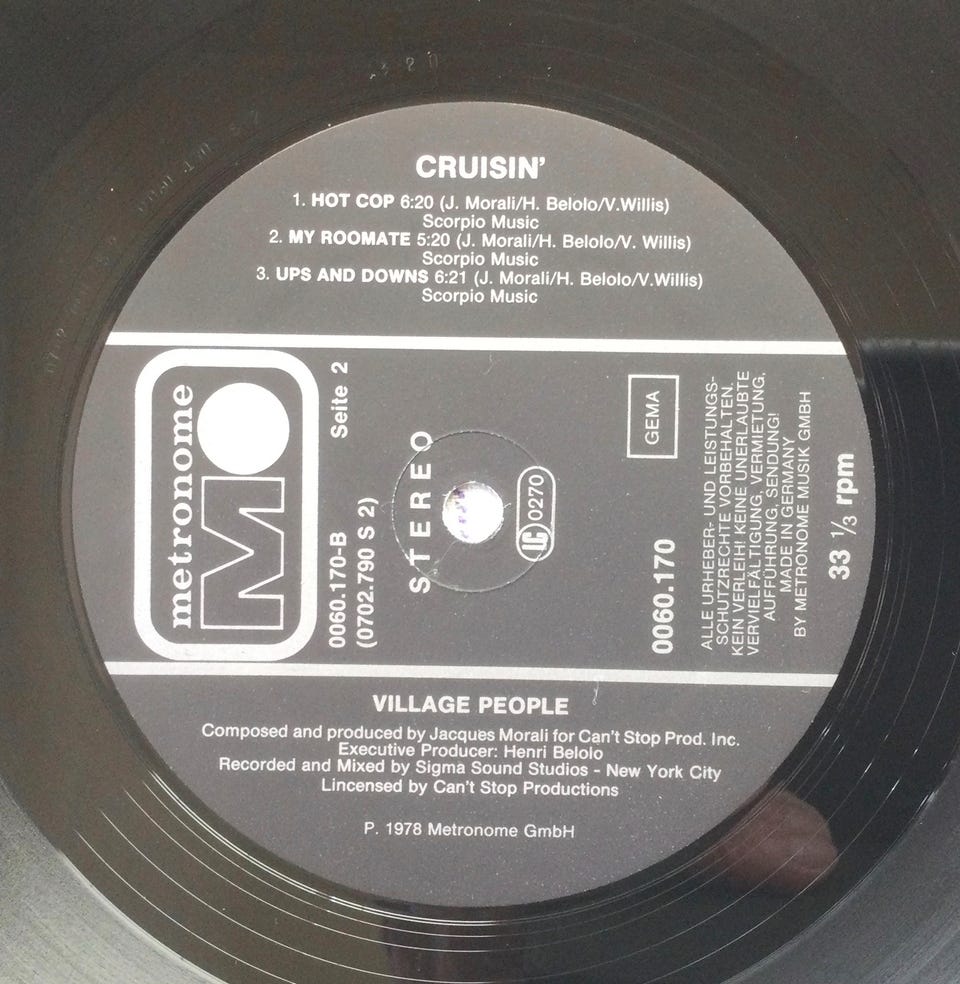 CRUISIN'
1. HOT COP 6:20 (J. Morali/H. Belolo/V.Willis)
Scorpio Music
2. MY ROOMATE 5:20 (J. Morali/H. Belolo/V. Willis)
Scorpio Music
3. UPS AND DOWNS 6:21 (J. Morali/H. Belolo/V.Willis)
Scorpio Music
metronome
M
Seite 2
0060.170-B
(0702.790 S 2)
STEREO
LC 0270
GEMA
0060.170
ALLE URHEBER- UND LEISTUNGS-
SCHUTZRECHTE VORBEHALTEN.
KEIN VERLEIH! KEINE UNERLAUBTE
VERVIELFÄLTIGUNG, VERMIETUNG,
AUFFÜHRUNG, SENDUNG!
MADE IN GERMANY
BY METRONOME MUSIK GMBH
33 1/3 rpm
VILLAGE PEOPLE
Composed and produced by Jacques Morali for Can't Stop Prod. Inc.
Executive Producer: Henri Belolo
Recorded and Mixed by Sigma Sound Studios - New York City
Lincensed by Can't Stop Productions
P. 1978 Metronome GmbH